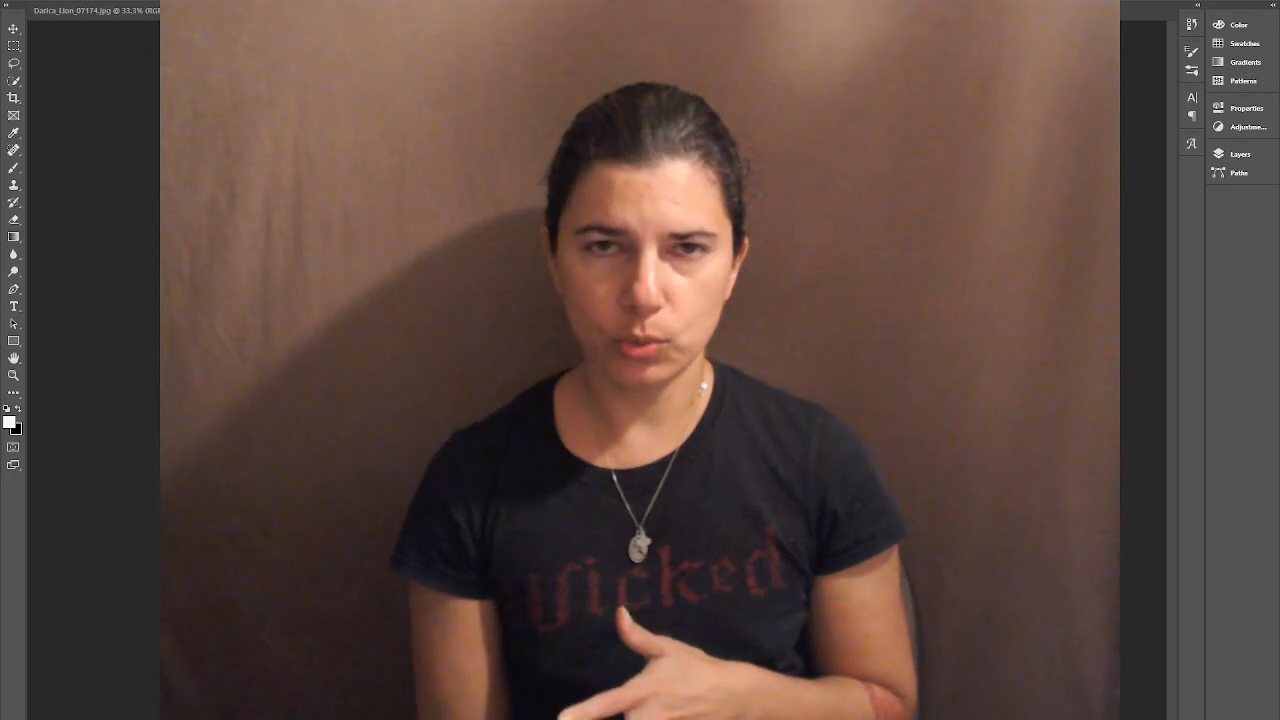 Darica_Lion_07174.jpg @ 33.3% (RGB
Color
Swatches
Gradients
Patterns
Properties
Adjustme...
Layers
Paths
Wicked